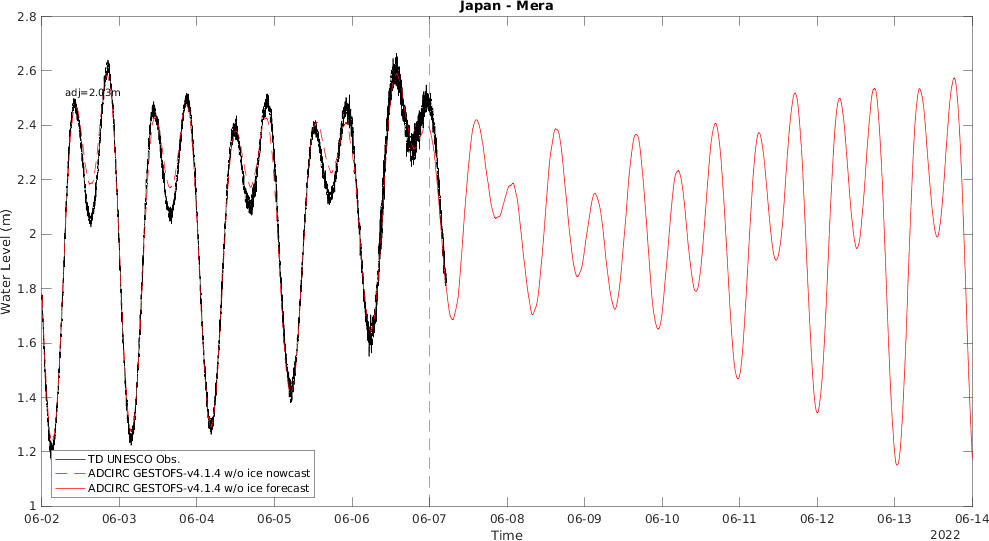 Japan - Mera
2.8
2.6
2.4
2.2
2
1.8
1.6
1.4
1.2
1
Water Level (m)
adj=2.03m
TD UNESCO Obs.
ADCIRC GESTOFS-v4.1.4 w/o ice nowcast
ADCIRC GESTOFS-v4.1.4 w/o ice forecast
06-02 06-03 06-04 06-05 06-06 06-07 06-08 06-09 06-10 06-11 06-12 06-13 06-14
Time
2022